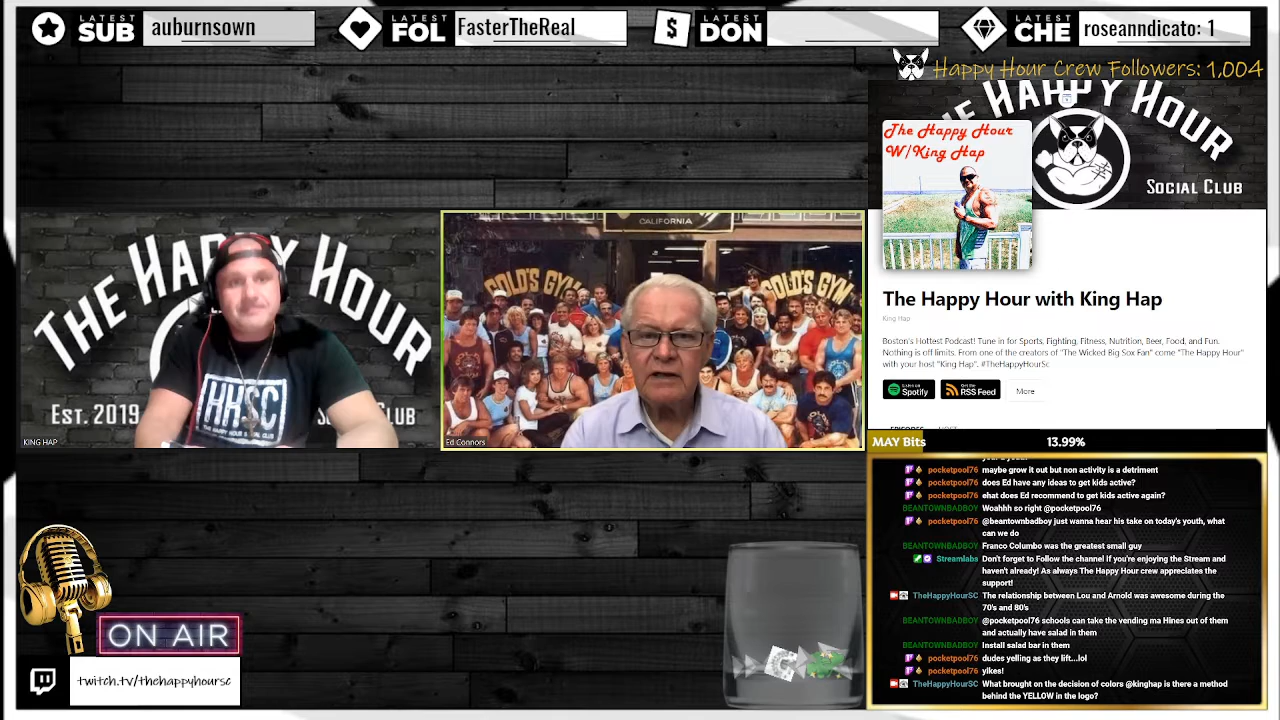 LATEST SUB auburnsown
LATEST FOL FasterTheReal
LATEST DON
LATEST CHE roseanndicato: 1
Happy Hour Crew Followers: 1,004
THE HAPPY HOUR
SOCIAL CLUB
The Happy Hour
W/King Hap
The Happy Hour with King Hap
King Hap
Boston's Hottest Podcast! Tune in for Sports, Fighting, Fitness, Nutrition, Beer, Food, and Fun.
Nothing is off limits. From one of the creators of "The Wicked Big Sox Fan" come "The Happy Hour"
with your host "King Hap". #TheHappyHourSc
Listen on Spotify
Get the RSS Feed
More
THE HAPPY HOUR
EST. 2019
CLUB
HHSC
THE HAPPY HOUR SOCIAL CLUB
KING HAP
CALIFORNIA
GOLD'S GYM
GOLD'S GYM
Ed Connors
MAY Bits 13.99%
pocketpool76 maybe grow it out but non activity is a detriment
pocketpool76 does Ed have any ideas to get kids active?
pocketpool76 ehat does Ed recommend to get kids active again?
BEANTOWNBADBOY Woahhh so right @pocketpool76
pocketpool76 @beantownbadboy just wanna hear his take on today's youth, what
can we do
BEANTOWNBADBOY Franco Columbo was the greatest small guy
Streamlabs Don't forget to Follow the channel If you're enjoying the Stream and
haven't already! As always The Happy Hour crew appreciates the
support!
TheHappyHourSC The relationship between Lou and Arnold was awesome during the
70's and 80's
BEANTOWNBADBOY @pocketpool76 schools can take the vending ma Hines out of them
and actually have salad in them
BEANTOWNBADBOY Install salad bar in them
pocketpool76 dudes yelling as they lift...lol
pocketpool76 yikes!
TheHappyHourSC What brought on the decision of colors @kinghap is there a method
behind the YELLOW in the logo?
ON AIR
twitch.tv/thehappyhoursc